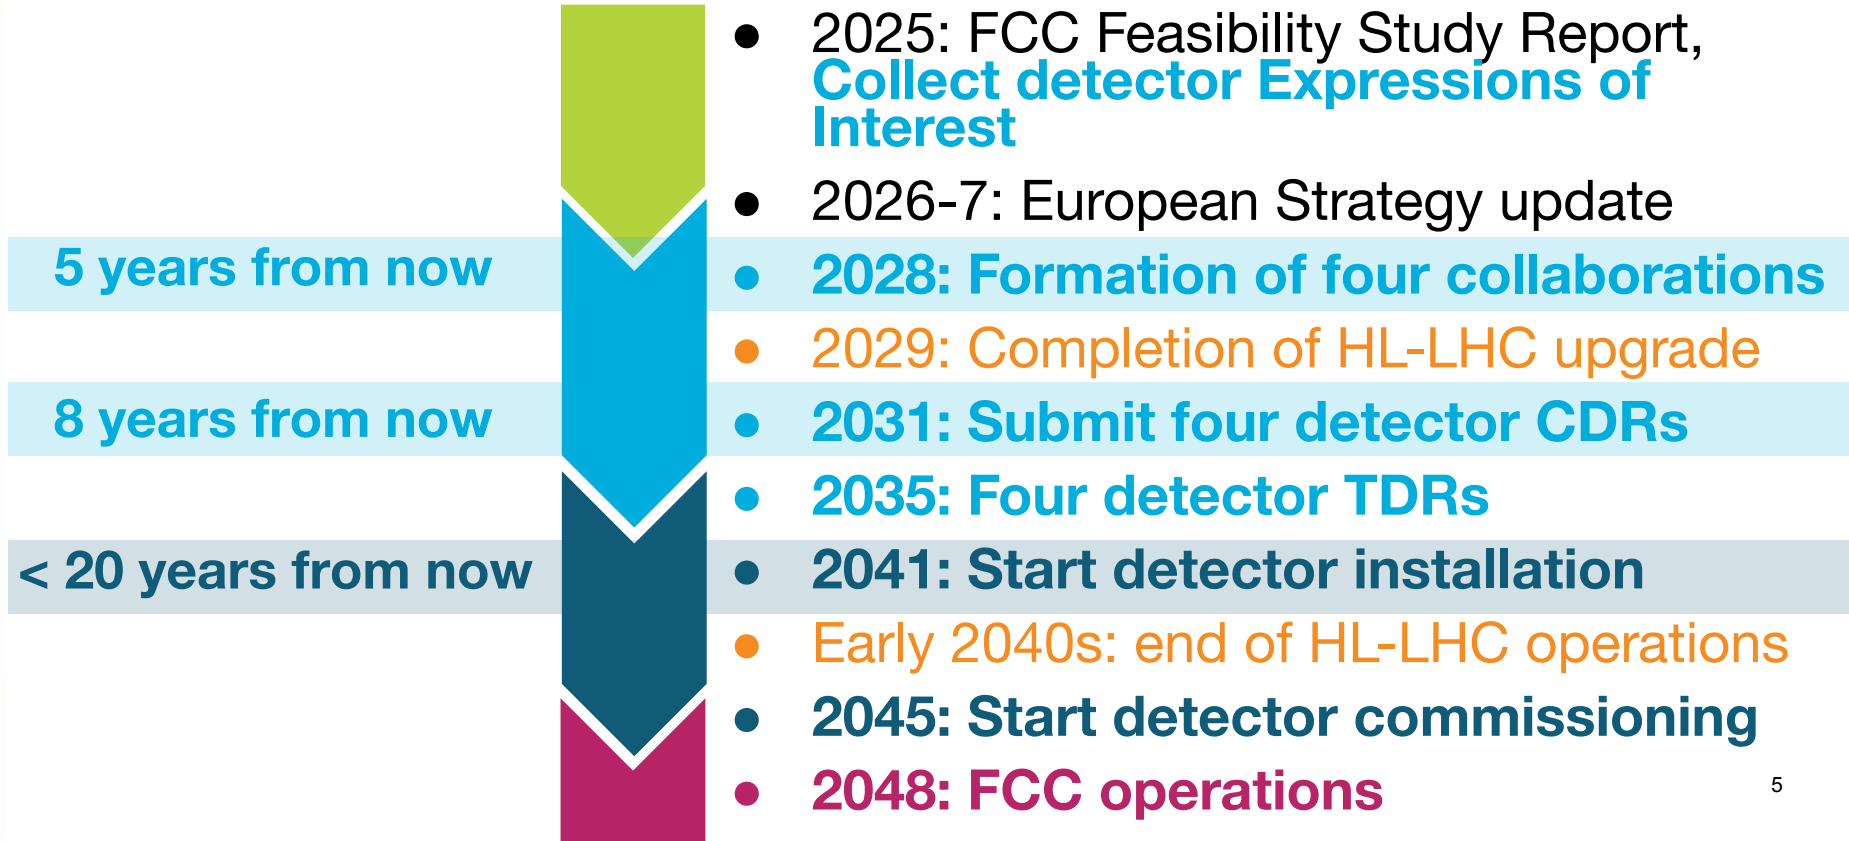 ● 2025: FCC Feasibility Study Report,
Collect detector Expressions of
Interest
● 2026-7: European Strategy update
5 years from now
● 2028: Formation of four collaborations
● 2029: Completion of HL-LHC upgrade
8 years from now
● 2031: Submit four detector CDRs
● 2035: Four detector TDRs
< 20 years from now
● 2041: Start detector installation
● Early 2040s: end of HL-LHC operations
● 2045: Start detector commissioning
● 2048: FCC operations
5